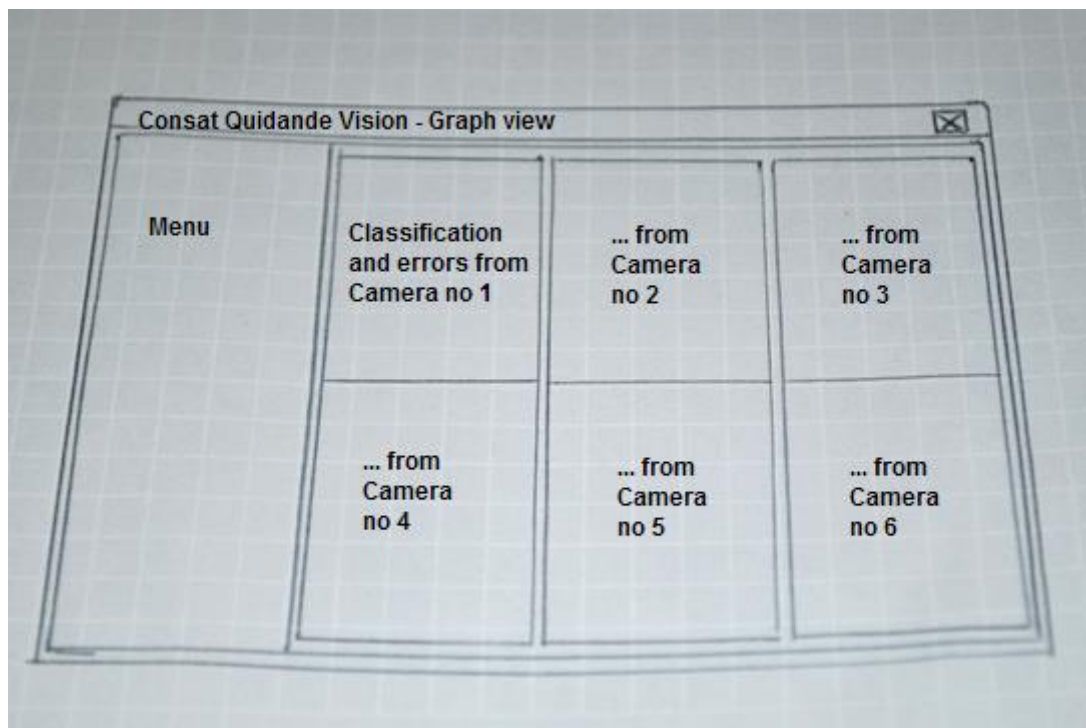 Consat Quidande Vision - Graph view
Menu
Classification
and errors from
Camera no 1
... from
Camera
no 2
... from
Camera
no 3
... from
Camera
no 4
... from
Camera
no 5
... from
Camera
no 6